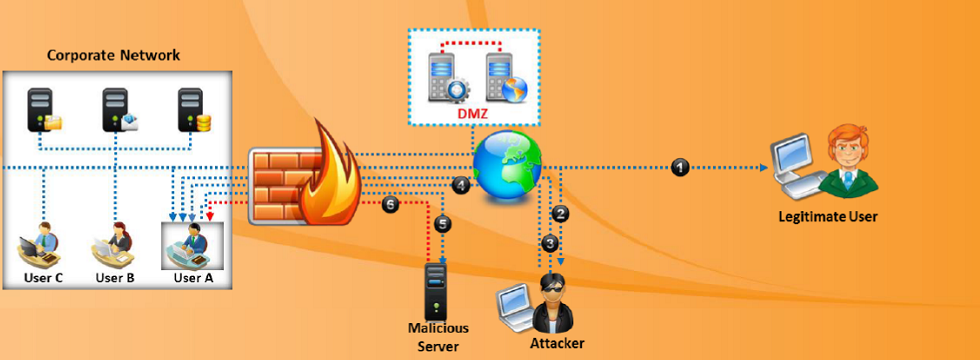 Corporate Network
DMZ
1
Legitimate User
4
2
6
5
3
User C
User B
User A
Malicious
Server
Attacker